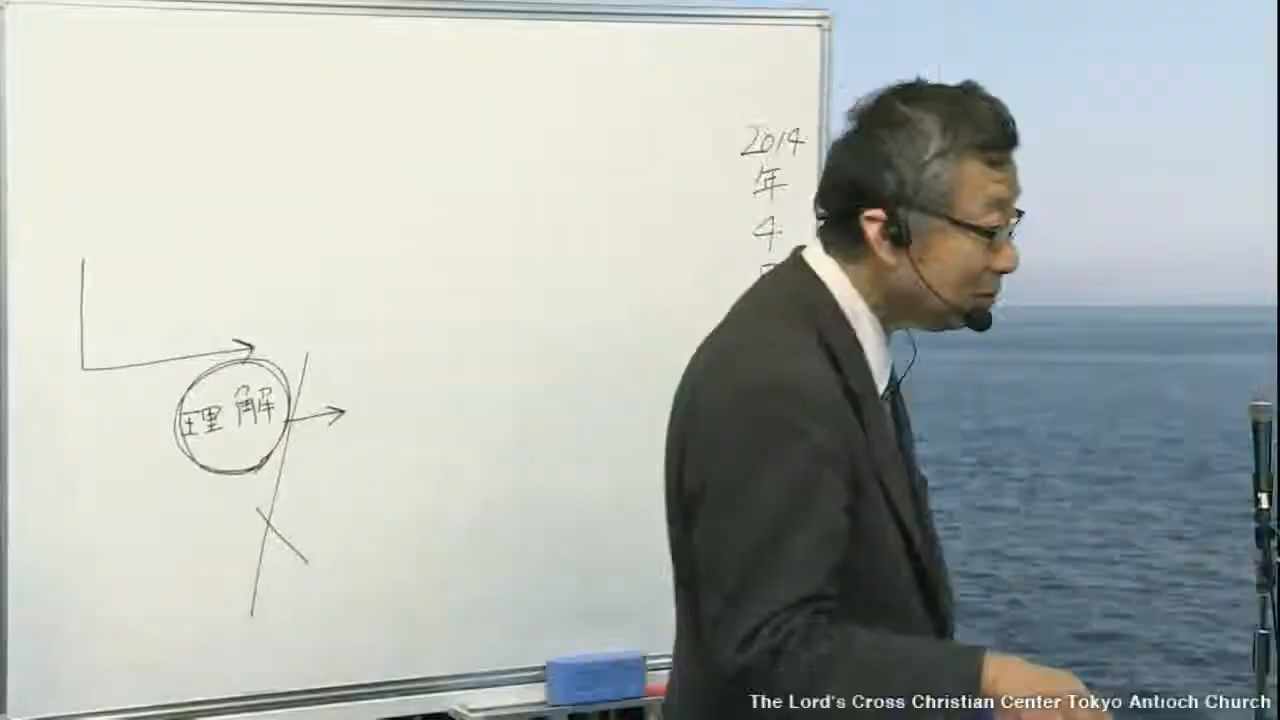 2014
年
4
理解
The Lord's Cross Christian Center Tokyo Antioch Church